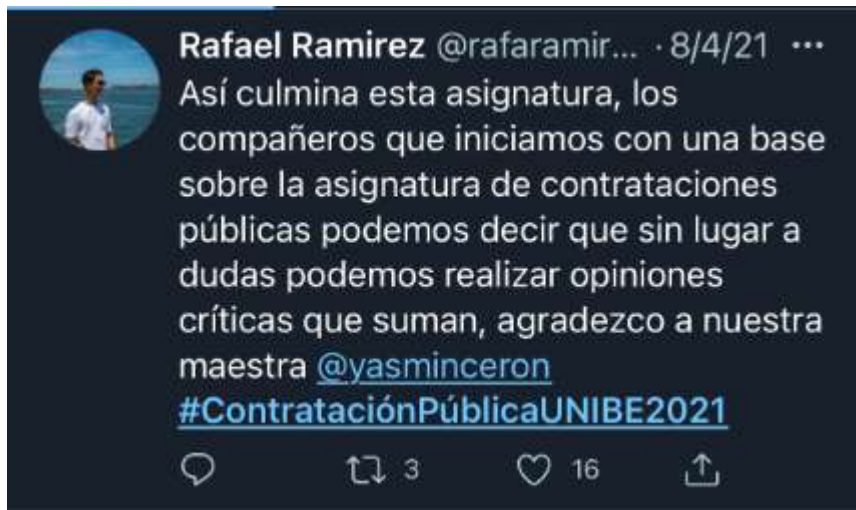 Rafael Ramirez @rafaramir... · 8/4/21 ...
Así culmina esta asignatura, los
compañeros que iniciamos con una base
sobre la asignatura de contrataciones
públicas podemos decir que sin lugar a
dudas podemos realizar opiniones
críticas que suman, agradezco a nuestra
maestra @yasminceron
#ContrataciónPúblicaUNIBE2021
3 16